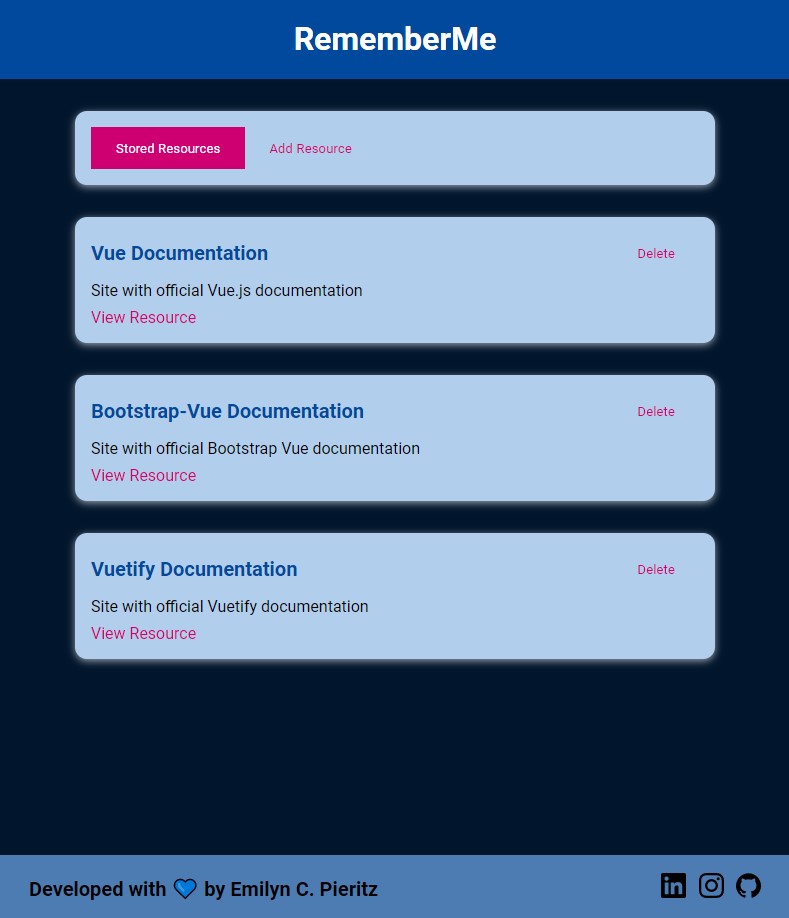 RememberMe
Stored Resources Add Resource
Vue Documentation Delete
Site with official Vue.js documentation
View Resource
Bootstrap-Vue Documentation Delete
Site with official Bootstrap Vue documentation
View Resource
Vuetify Documentation Delete
Site with official Vuetify documentation
View Resource
Developed with 💙 by Emilyn C. Pieritz